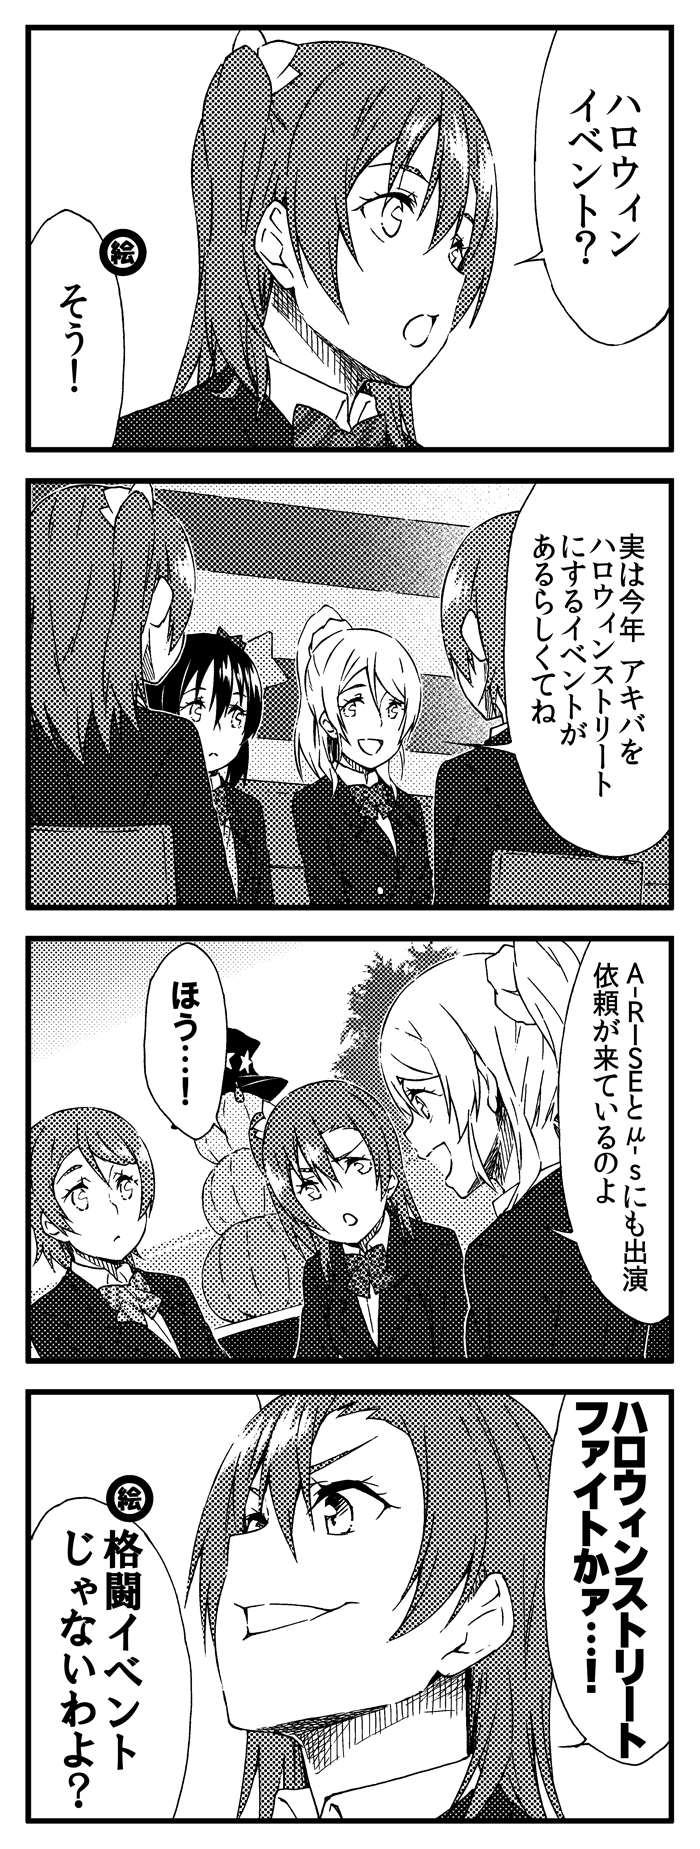 ハロウィン
イベント?
絵
そう!
実は今年 アキバを
ハロウィンストリート
にするイベントが
あるらしくてね
A-RISEとμ-sにも出演
依頼が来ているのよ
ほう…!
ハロウィンストリート
ファイトかァ…!
絵
格闘イベント
じゃないわよ?